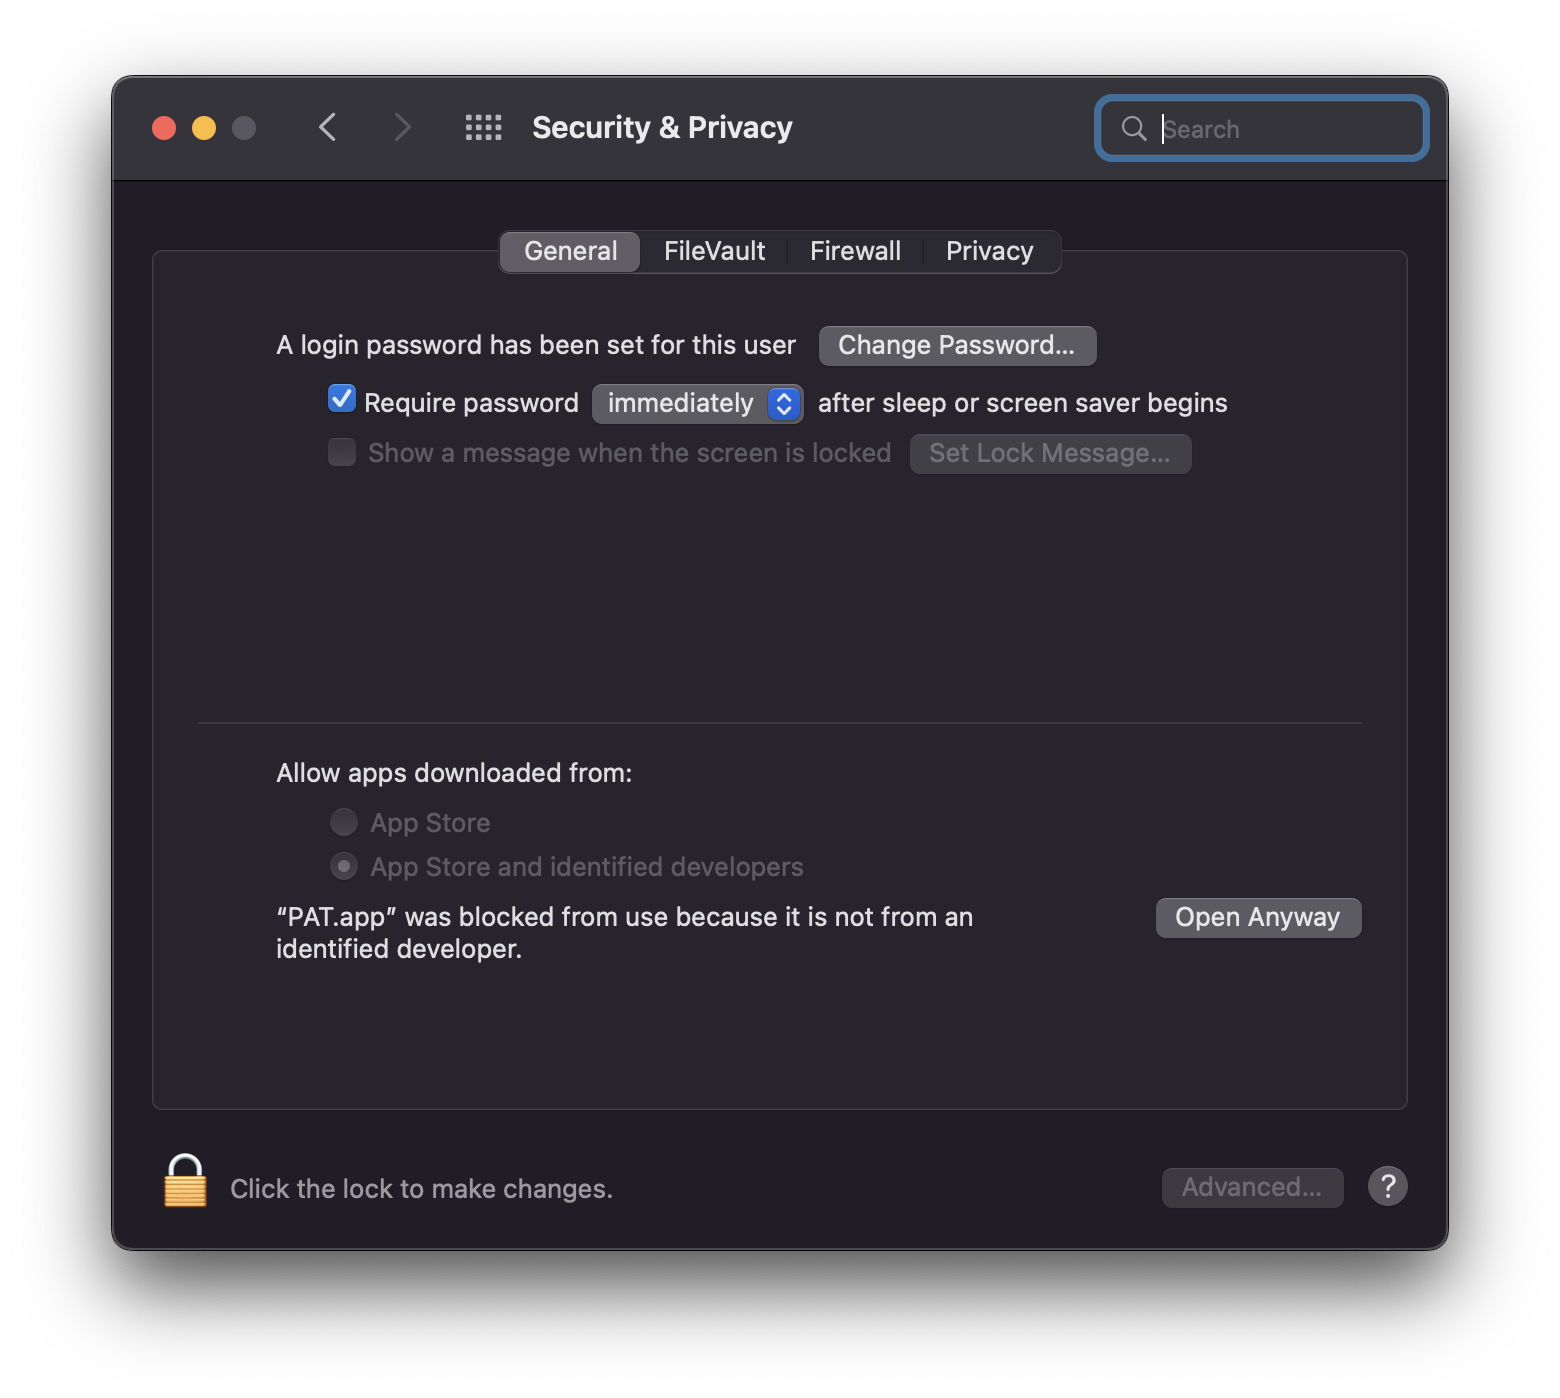 Security & Privacy
Search
General FileVault Firewall Privacy
A login password has been set for this user Change Password...
Require password immediately after sleep or screen saver begins
Show a message when the screen is locked Set Lock Message...
Allow apps downloaded from:
App Store
App Store and identified developers
“PAT.app” was blocked from use because it is not from an
identified developer.
Open Anyway
Click the lock to make changes.
Advanced...
?